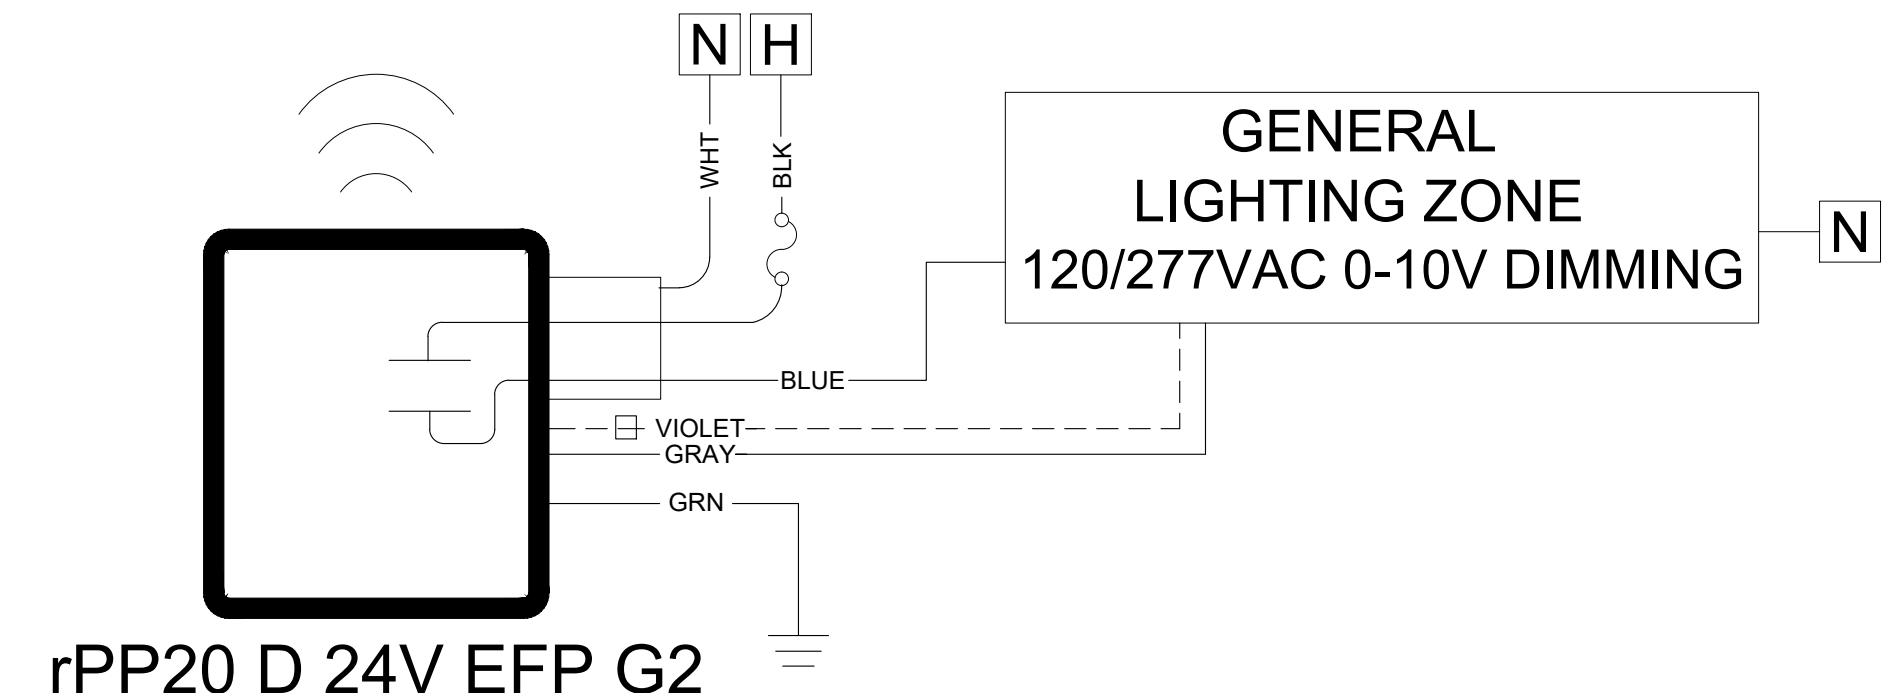 N H
WHT
BLK
GENERAL
LIGHTING ZONE
120/277VAC 0-10V DIMMING
N
BLUE
VIOLET
GRAY
GRN
rPP20 D 24V EFP G2